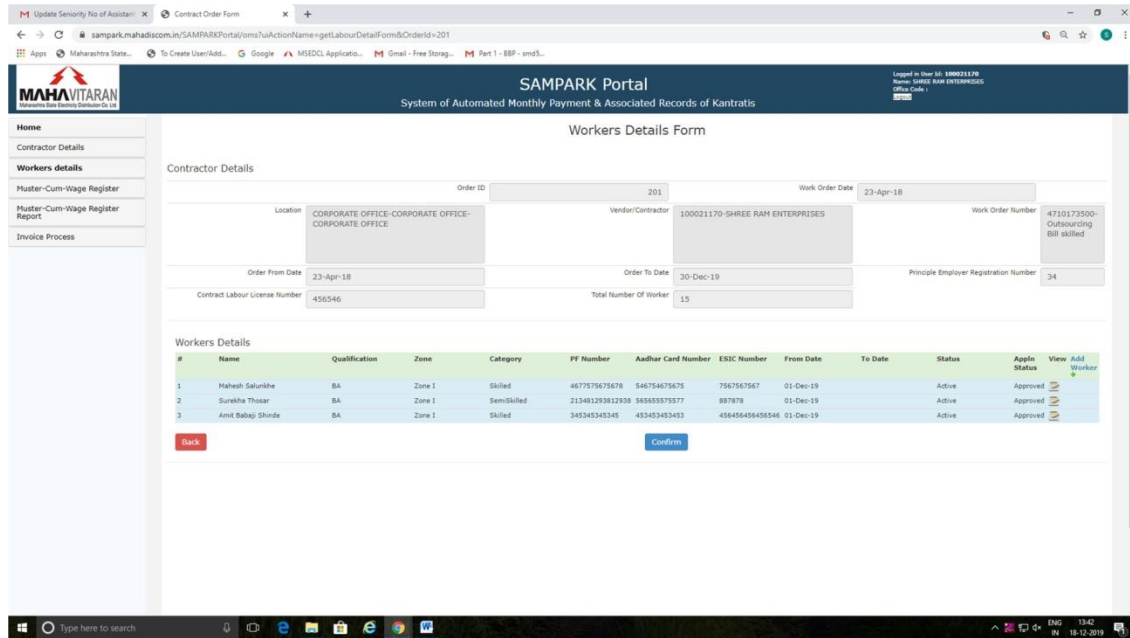 Update Seniority No of Assistant
Contract Order Form
sampark.mahadiscom.in/SAMPARKPortal/oms?uiActionName=getLabourDetailForm&OrderId=201
Apps Maharashtra State... To Create User/Add... Google MSEDCL Applicatio... Gmail - Free Storag... Part 1 - BBP - smd5...
MAHAVITARAN
Maharashtra State Electricity Distribution Co. Ltd.
SAMPARK Portal
System of Automated Monthly Payment & Associated Records of Kantratis
Logged in User Id: 100021170
Name: SHREE RAM ENTERPRISES
Office Code :
Logout
Home
Contractor Details
Workers details
Muster-Cum-Wage Register
Muster-Cum-Wage Register
Report
Invoice Process
Workers Details Form
Contractor Details
Order ID 201 Work Order Date 23-Apr-18
Location CORPORATE OFFICE-CORPORATE OFFICE-
CORPORATE OFFICE
Vendor/Contractor 100021170-SHREE RAM ENTERPRISES
Work Order Number 4710173500-
Outsourcing
Bill skilled
Order From Date 23-Apr-18 Order To Date 30-Dec-19 Principle Employer Registration Number 34
Contract Labour License Number 456546 Total Number Of Worker 15
Workers Details
# Name Qualification Zone Category PF Number Aadhar Card Number ESIC Number From Date To Date Status Appln Status View Add Worker
1 Mahesh Salunkhe BA Zone I Skilled 4677575675678 546754675675 7567567567 01-Dec-19 Active Approved
2 Surekha Thosar BA Zone I SemiSkilled 213481293812938 565655575577 887878 01-Dec-19 Active Approved
3 Amit Babaji Shinde BA Zone I Skilled 345345345345 453453453453 456456456456546 01-Dec-19 Active Approved
Back Confirm
Type here to search
ENG 13:42
IN 18-12-2019